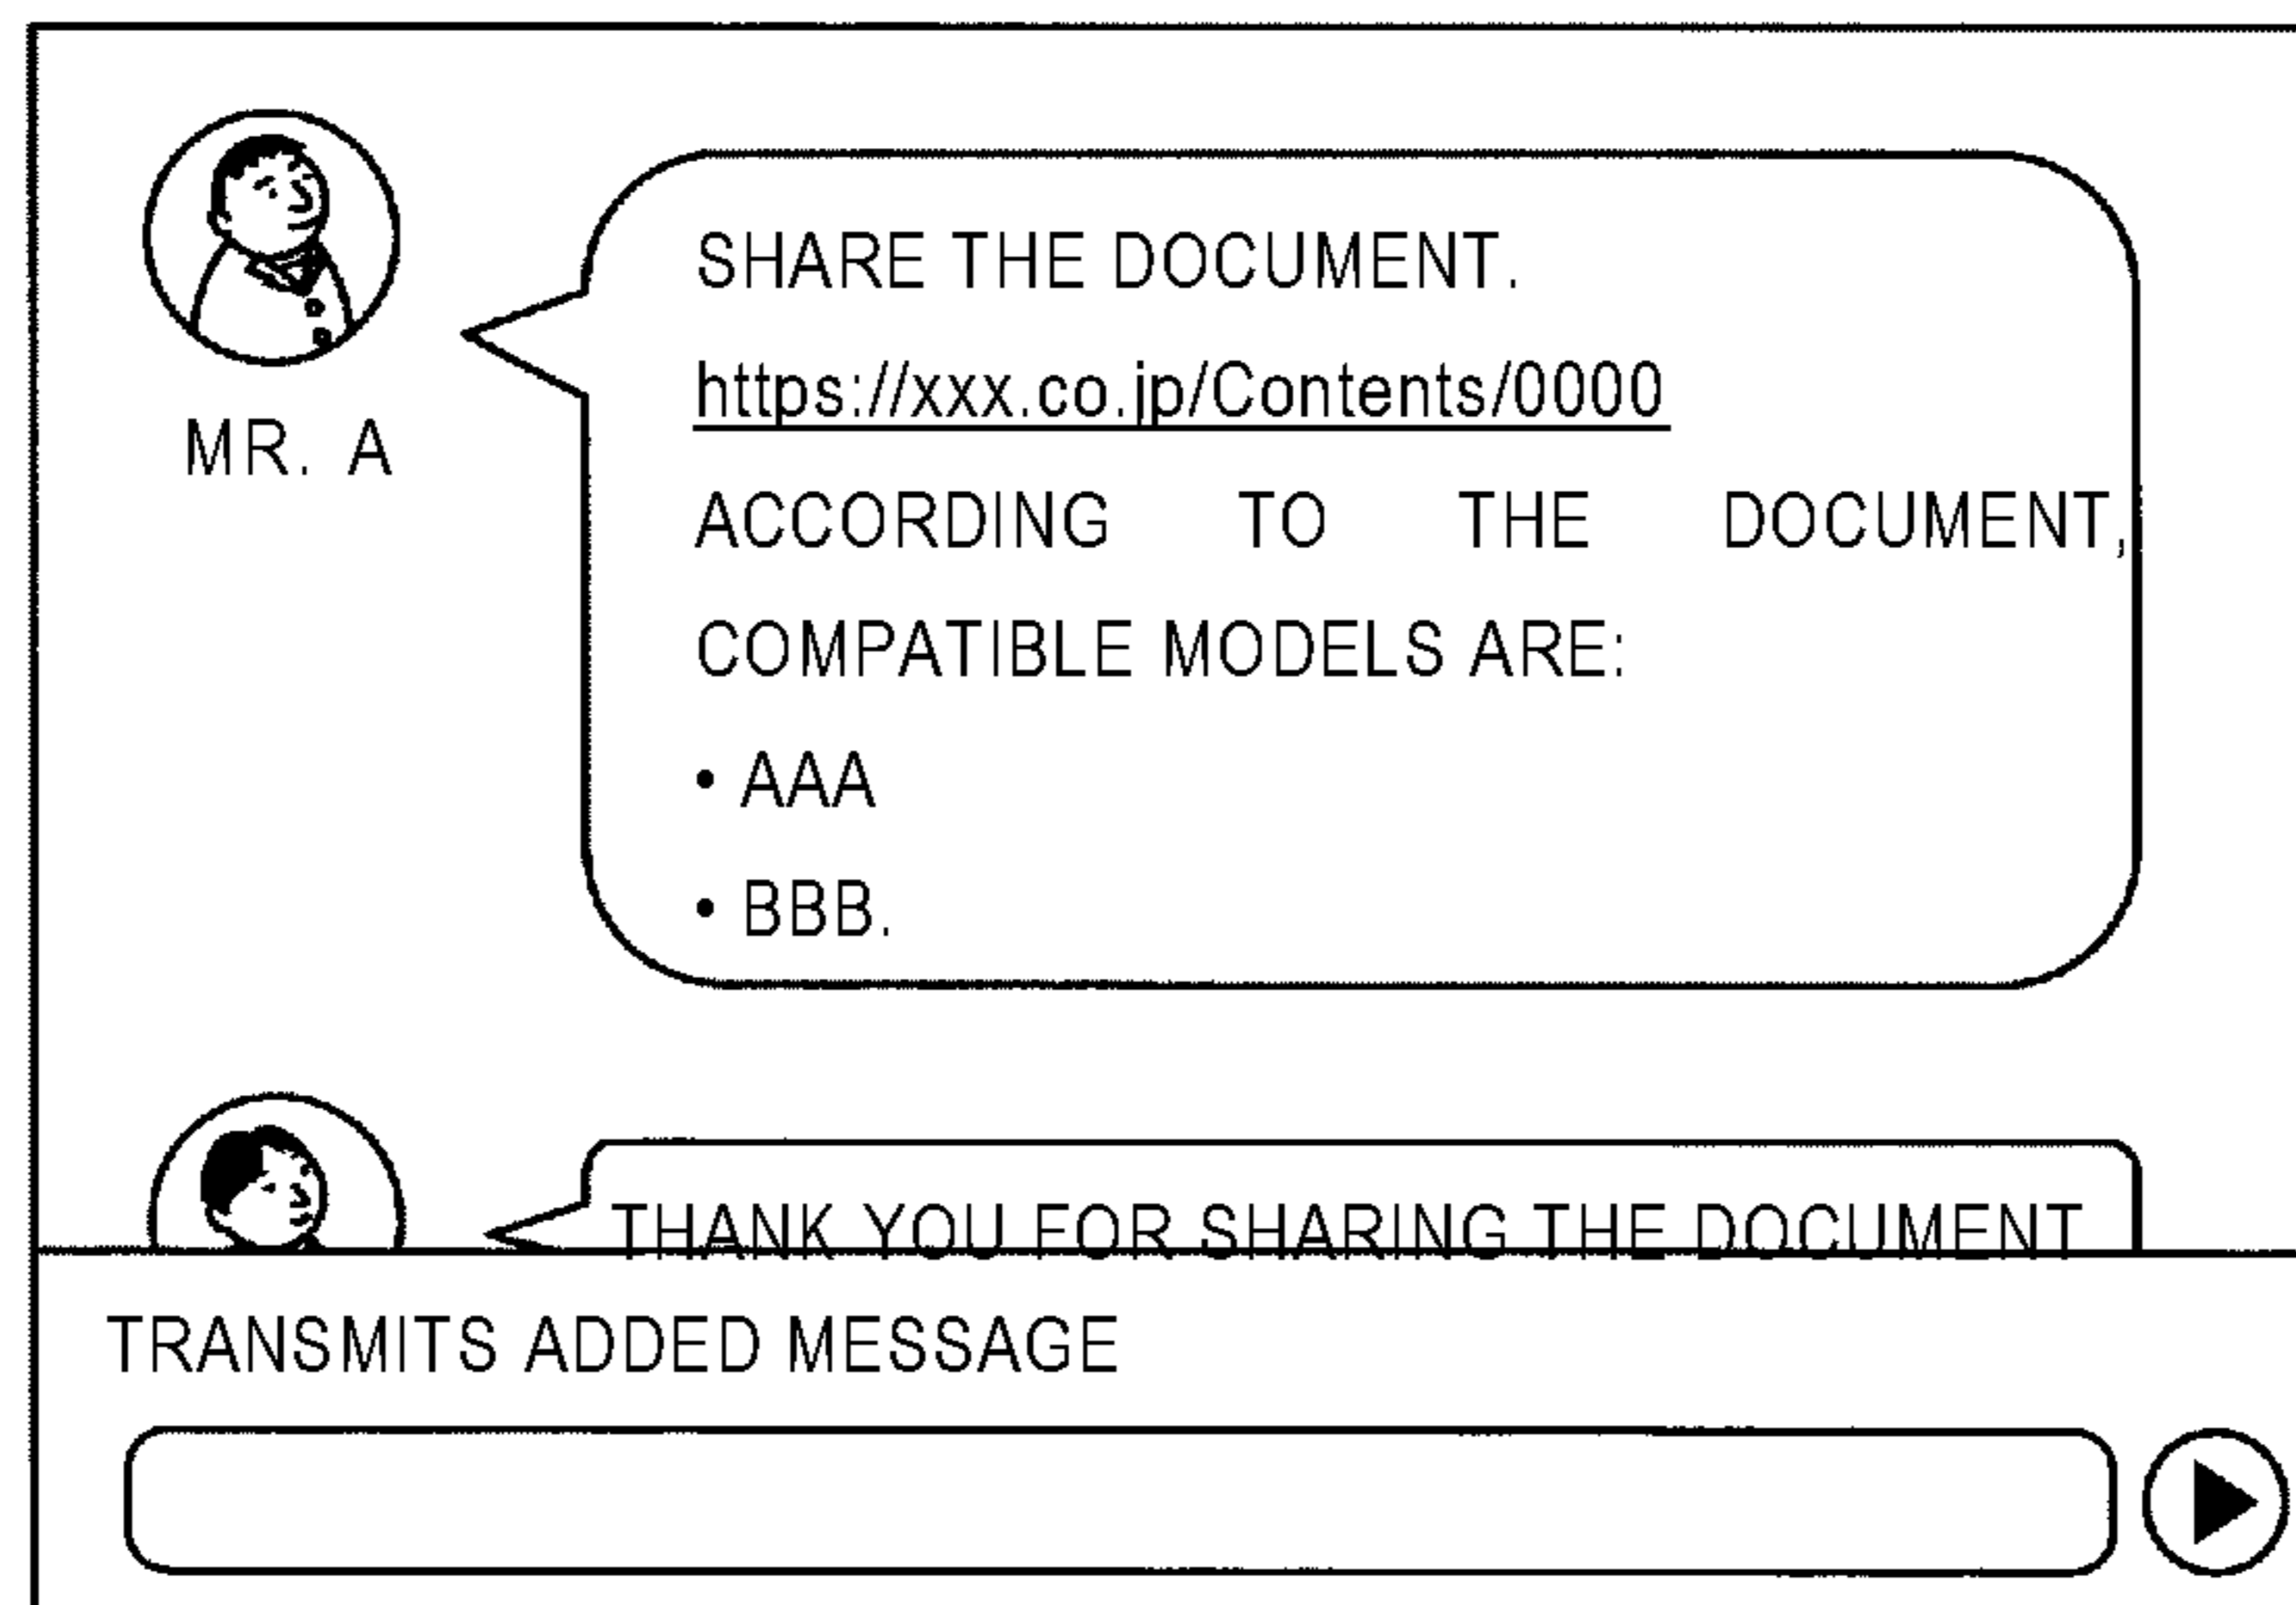 SHARE THE DOCUMENT.
https://xxx.co.jp/Contents/0000
MR. A
ACCORDING TO THE DOCUMENT,
COMPATIBLE MODELS ARE:
• AAA
• BBB.
THANK YOU FOR SHARING THE DOCUMENT
TRANSMITS ADDED MESSAGE